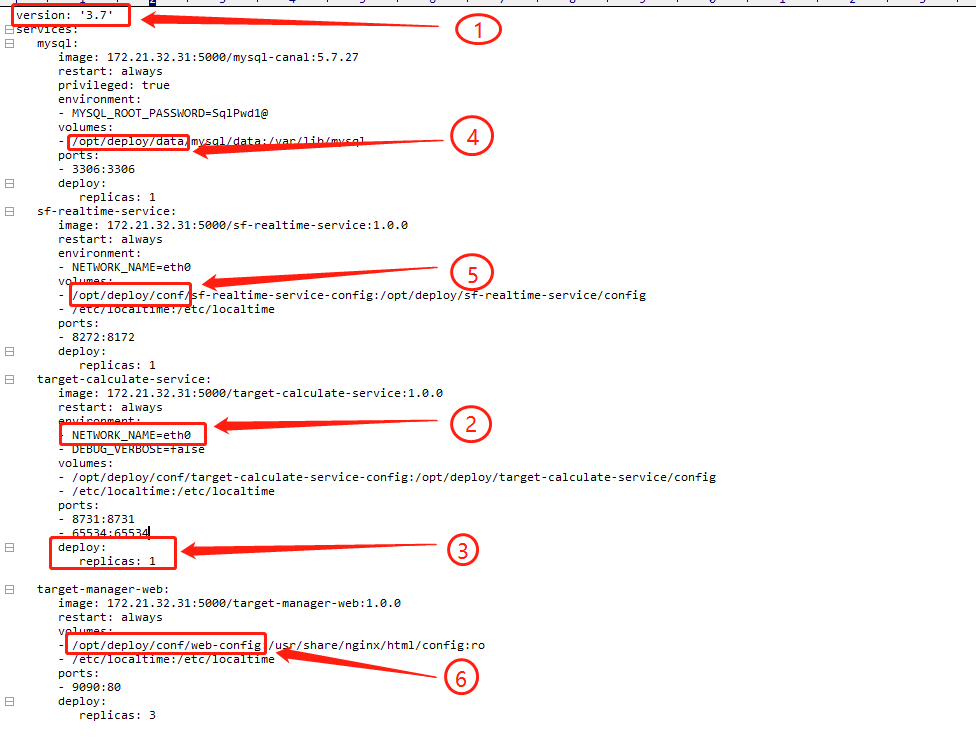 version: '3.7'
①
services:
mysql:
image: 172.21.32.31:5000/mysql-canal:5.7.27
restart: always
privileged: true
environment:
- MYSQL_ROOT_PASSWORD=SqlPwd1@
volumes:
- /opt/deploy/data/mysql/data:/var/lib/mysql
④
ports:
- 3306:3306
deploy:
replicas: 1
sf-realtime-service:
image: 172.21.32.31:5000/sf-realtime-service:1.0.0
restart: always
environment:
- NETWORK_NAME=eth0
⑤
volumes:
- /opt/deploy/conf/sf-realtime-service-config:/opt/deploy/sf-realtime-service/config
- /etc/localtime:/etc/localtime
ports:
- 8272:8172
deploy:
replicas: 1
target-calculate-service:
image: 172.21.32.31:5000/target-calculate-service:1.0.0
restart: always
environment:
②
- NETWORK_NAME=eth0
- DEBUG_VERBOSE=false
volumes:
- /opt/deploy/conf/target-calculate-service-config:/opt/deploy/target-calculate-service/config
- /etc/localtime:/etc/localtime
ports:
- 8731:8731
- 65534:65534
deploy:
③
replicas: 1
target-manager-web:
image: 172.21.32.31:5000/target-manager-web:1.0.0
restart: always
volumes:
- /opt/deploy/conf/web-config:/usr/share/nginx/html/config:ro
- /etc/localtime:/etc/localtime
⑥
ports:
- 9090:80
deploy:
replicas: 3